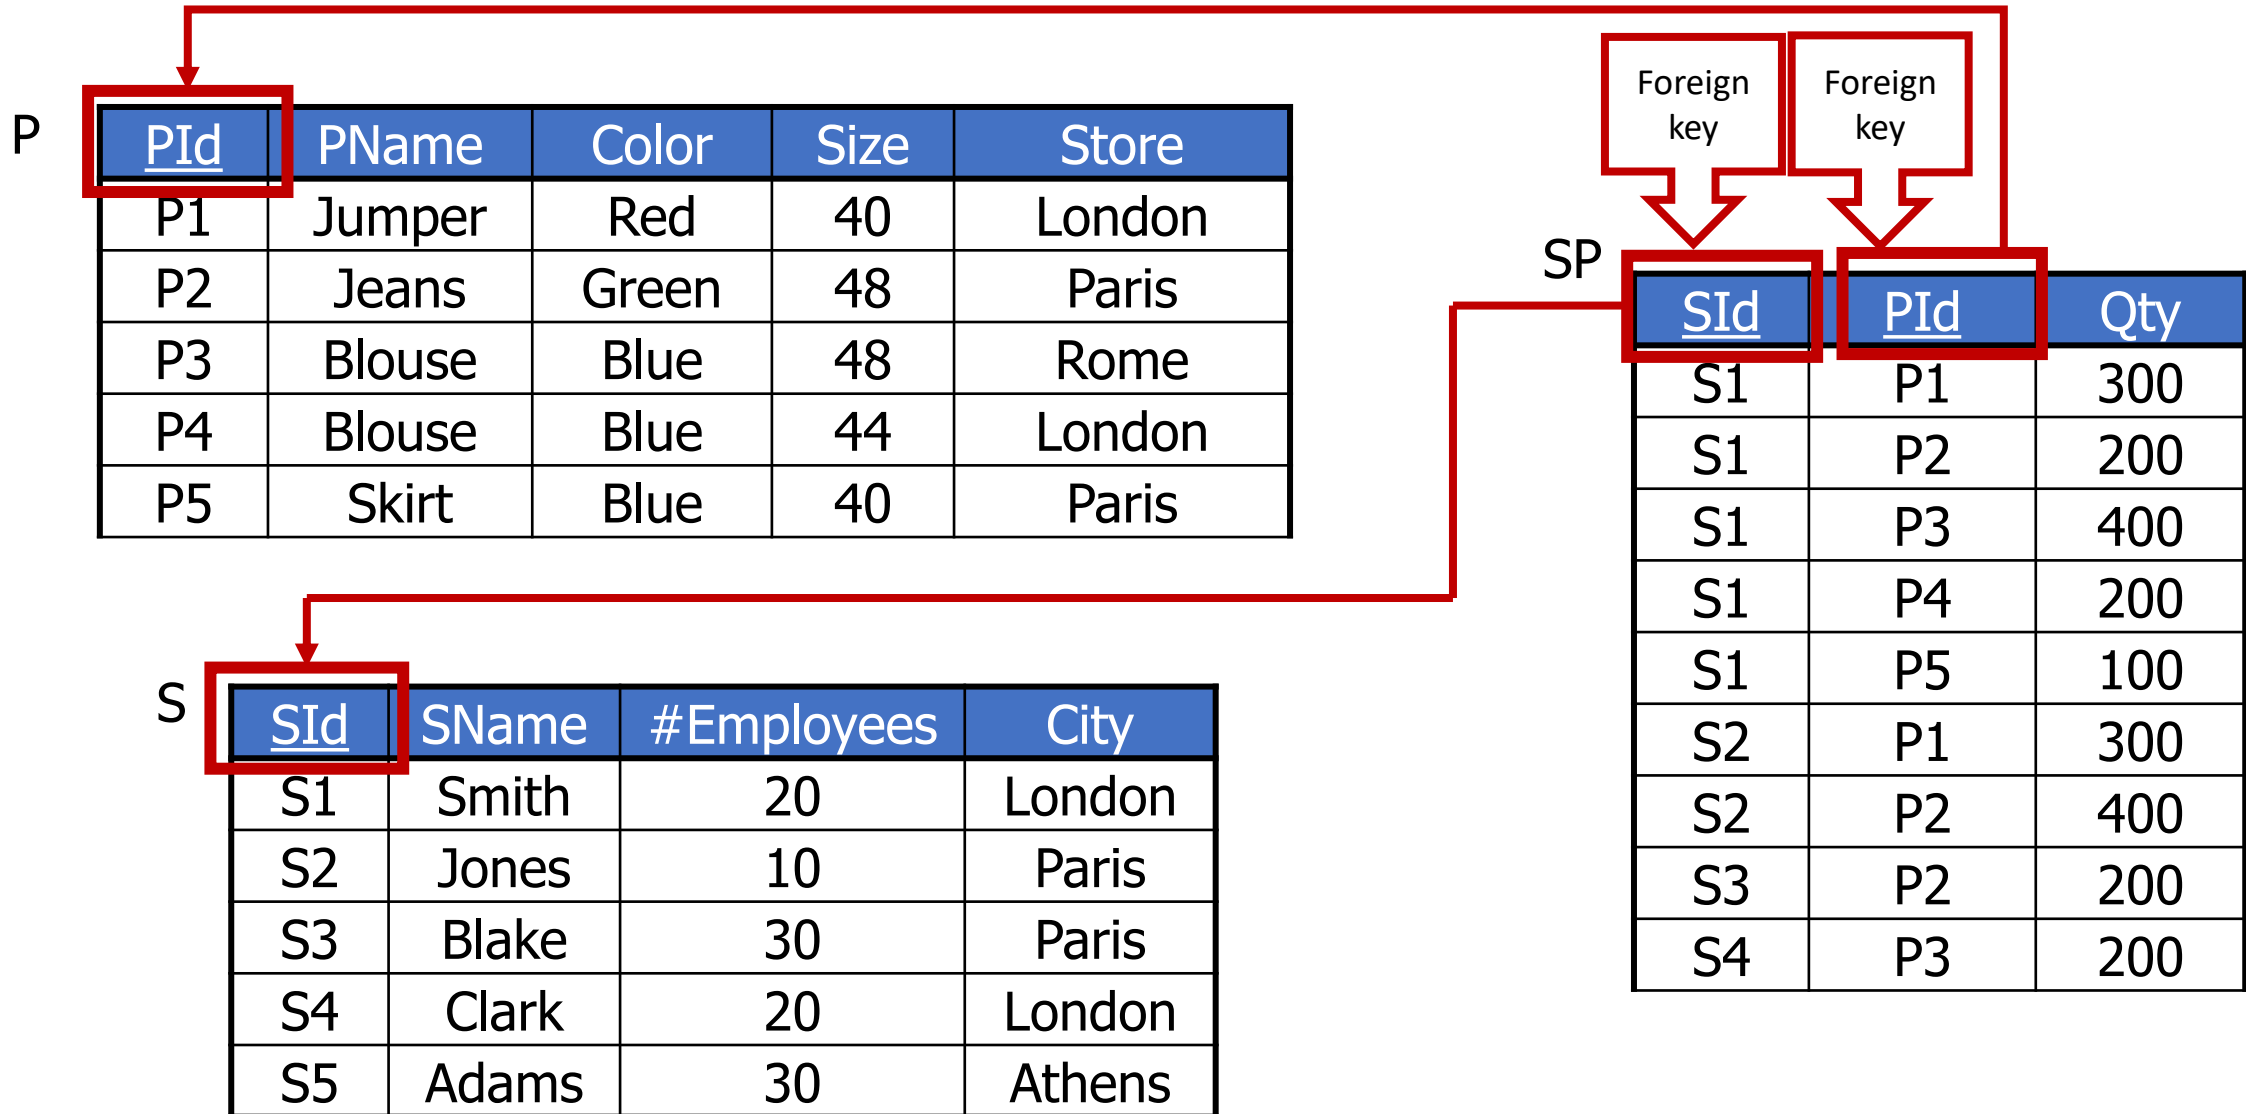 P
PId PName Color Size Store
P1 Jumper Red 40 London
P2 Jeans Green 48 Paris
P3 Blouse Blue 48 Rome
P4 Blouse Blue 44 London
P5 Skirt Blue 40 Paris
S
SId SName #Employees City
S1 Smith 20 London
S2 Jones 10 Paris
S3 Blake 30 Paris
S4 Clark 20 London
S5 Adams 30 Athens
Foreign
key
Foreign
key
SP
SId PId Qty
S1 P1 300
S1 P2 200
S1 P3 400
S1 P4 200
S1 P5 100
S2 P1 300
S2 P2 400
S3 P2 200
S4 P3 200